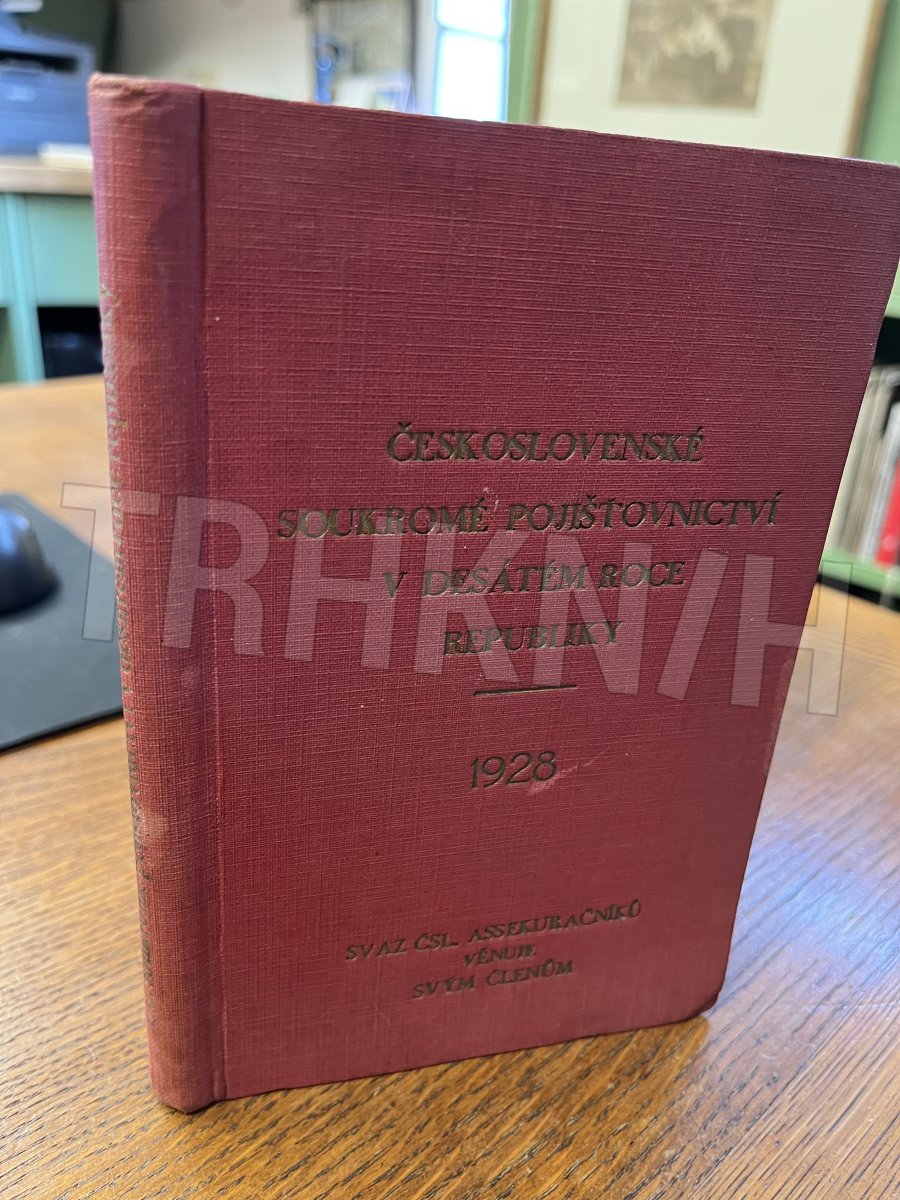 ČESKOSLOVENSKÉ
SOUKROMÉ POJIŠŤOVNICTVÍ
V DESÁTÉM ROCE
REPUBLIKY
1928
SVAZ ČSL. ASSEKURAČNÍKŮ
VĚNUJE
SVÝM ČLENŮM
TRHKNIH